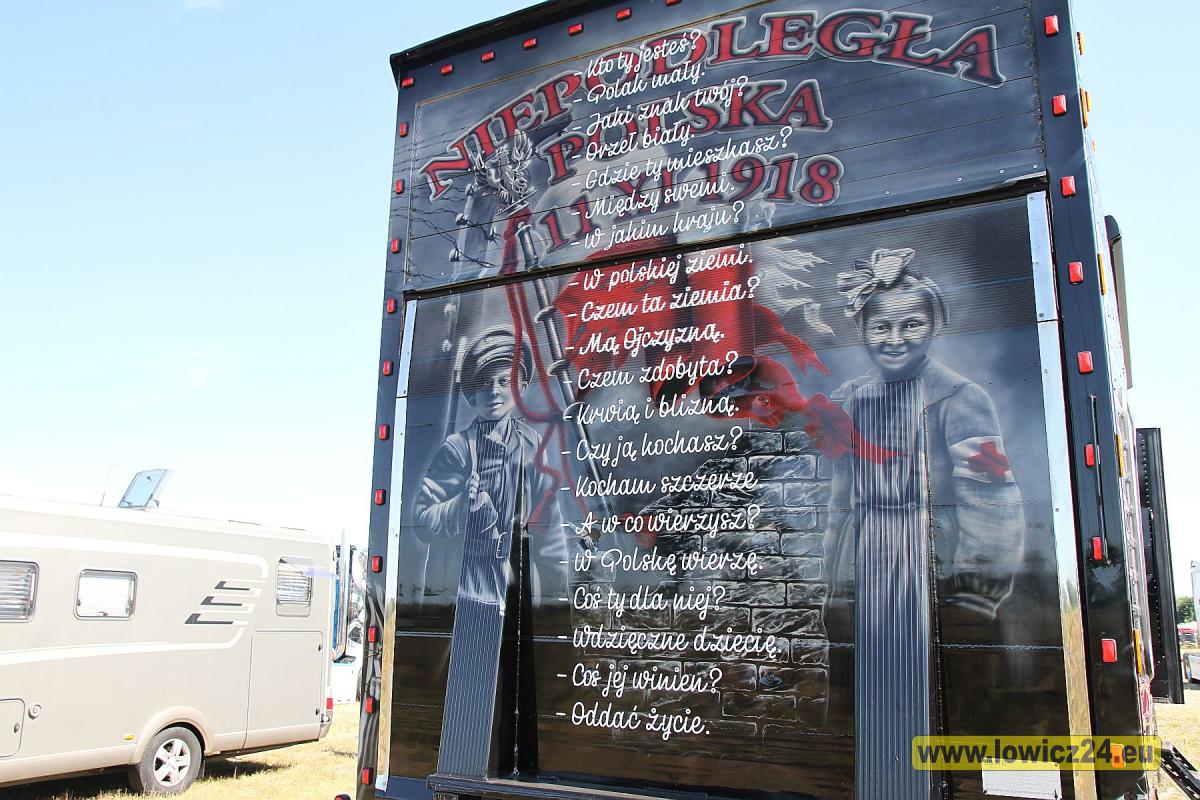 NIEPODLEGŁA
POLSKA
11 XI 1918
- Kto ty jesteś?
- Polak mały.
- Jaki znak twój?
- Orzeł biały.
- Gdzie ty mieszkasz?
- Między swemi.
- W jakim kraju?
- W polskiej ziemi.
- Czem ta ziemia?
- Mą Ojczyzną.
- Czem zdobyta?
- Krwią i blizną.
- Czy ją kochasz?
- Kocham szczerze.
- A w co wierzysz?
- W Polskę wierzę.
- Coś ty dla niej?
- Wdzięczne dziecię.
- Coś jej winien?
- Oddać życie.
www.lowicz24.eu